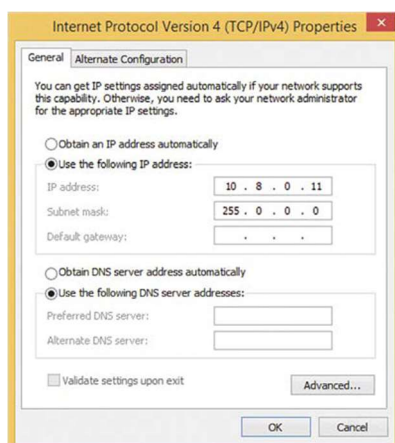 Internet Protocol Version 4 (TCP/IPv4) Properties
General
Alternate Configuration
You can get IP settings assigned automatically if your network supports
this capability. Otherwise, you need to ask your network administrator
for the appropriate IP settings.
Obtain an IP address automatically
Use the following IP address:
IP address: 10 . 8 . 0 . 11
Subnet mask: 255 . 0 . 0 . 0
Default gateway: . . .
Obtain DNS server address automatically
Use the following DNS server addresses:
Preferred DNS server:
Alternate DNS server:
Validate settings upon exit
Advanced...
OK Cancel